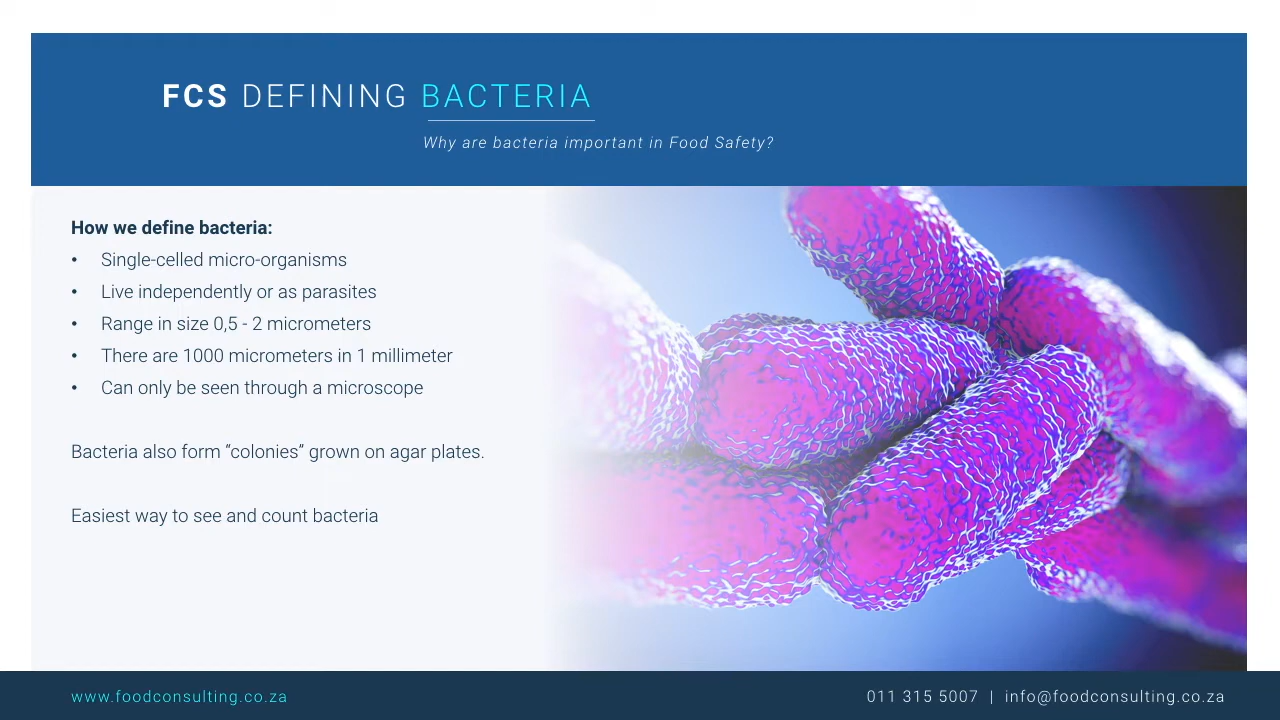 FCS DEFINING BACTERIA
Why are bacteria important in Food Safety?
How we define bacteria:
• Single-celled micro-organisms
• Live independently or as parasites
• Range in size 0,5 - 2 micrometers
• There are 1000 micrometers in 1 millimeter
• Can only be seen through a microscope
Bacteria also form “colonies” grown on agar plates.
Easiest way to see and count bacteria
www.foodconsulting.co.za
011 315 5007 | info@foodconsulting.co.za